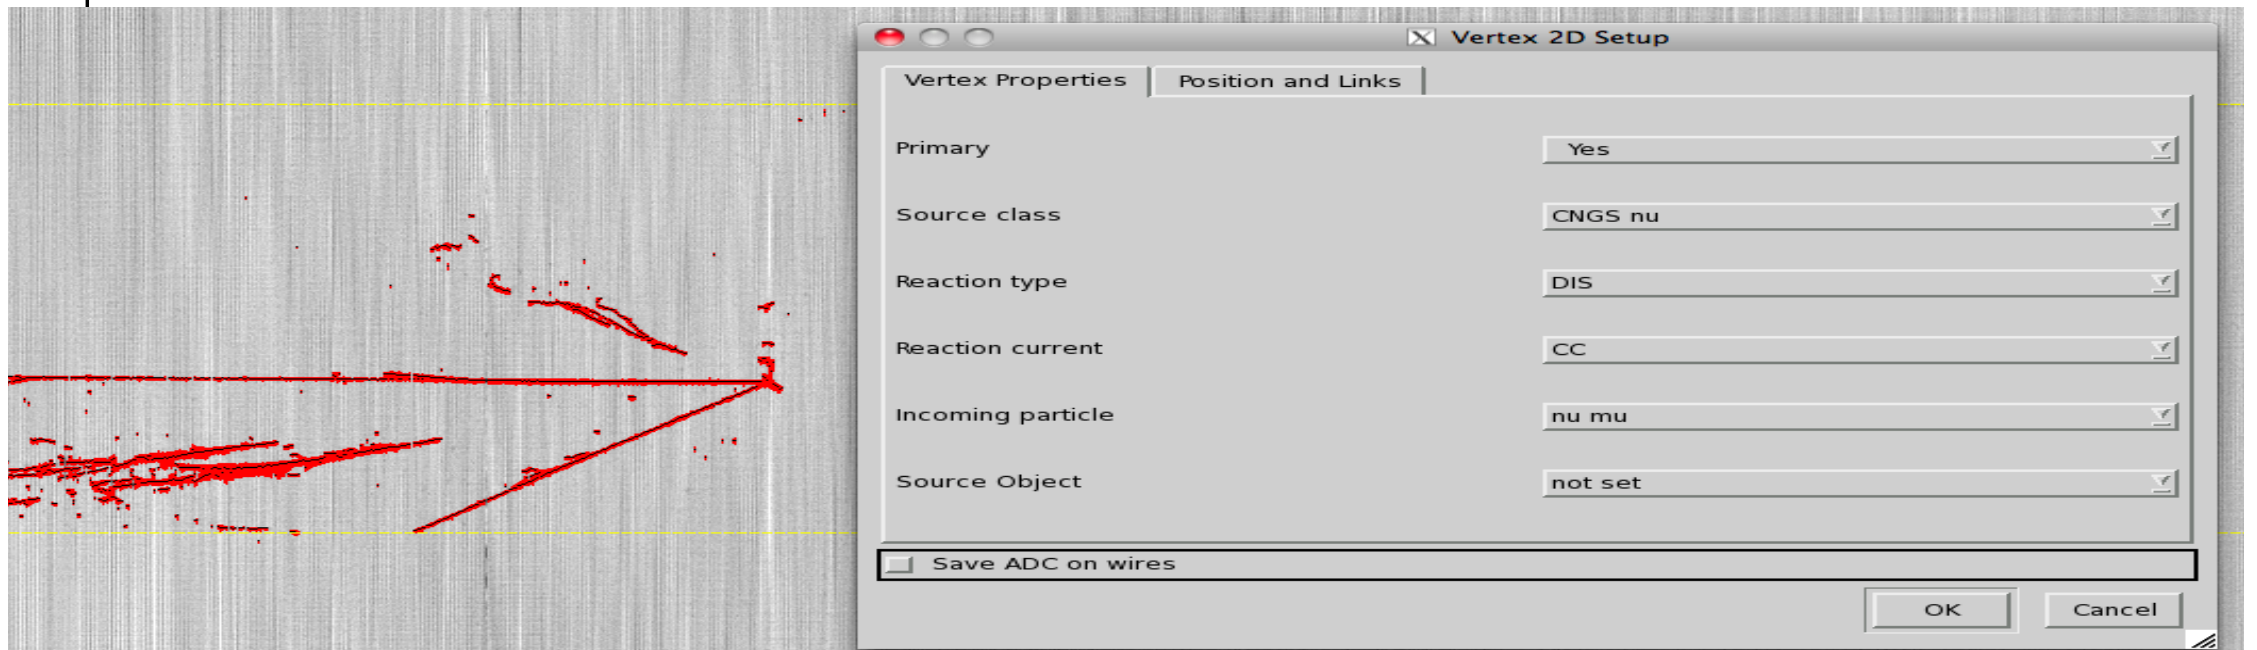 Vertex 2D Setup
Vertex Properties Position and Links
Primary Yes
Source class CNGS nu
Reaction type DIS
Reaction current CC
Incoming particle nu mu
Source Object not set
Save ADC on wires
OK Cancel